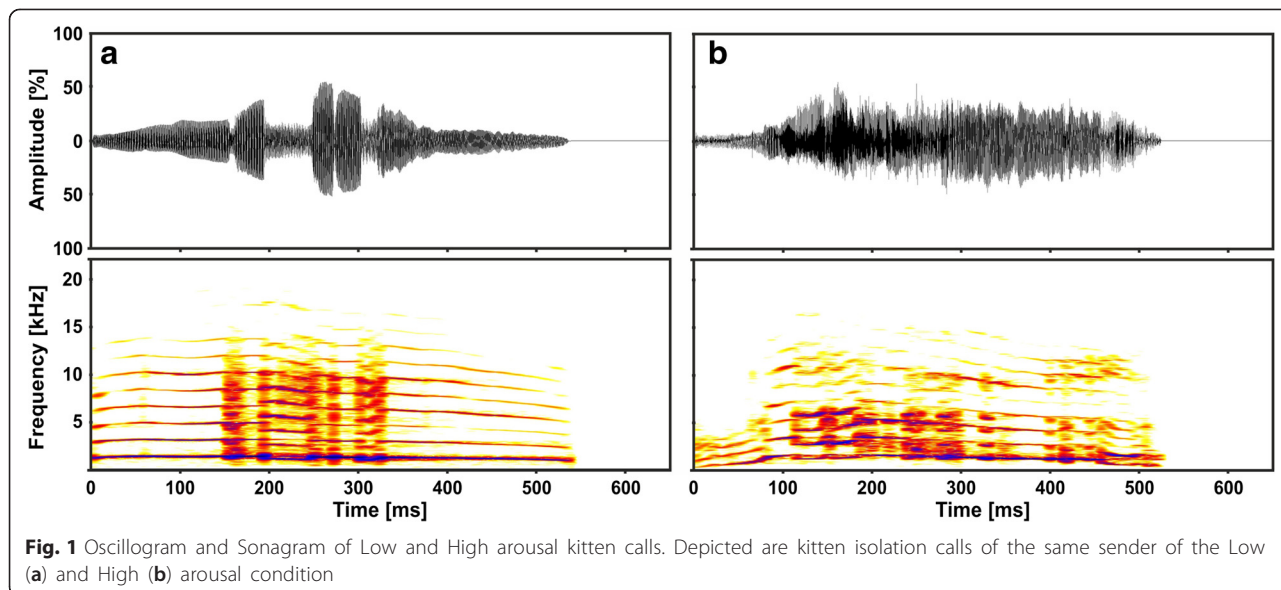 a
b
100
50
0
50
100
Amplitude [%]
20
15
10
5
Frequency [kHz]
0 100 200 300 400 500 600
Time [ms]
0 100 200 300 400 500 600
Time [ms]
Fig. 1 Oscillogram and Sonagram of Low and High arousal kitten calls. Depicted are kitten isolation calls of the same sender of the Low
(a) and High (b) arousal condition